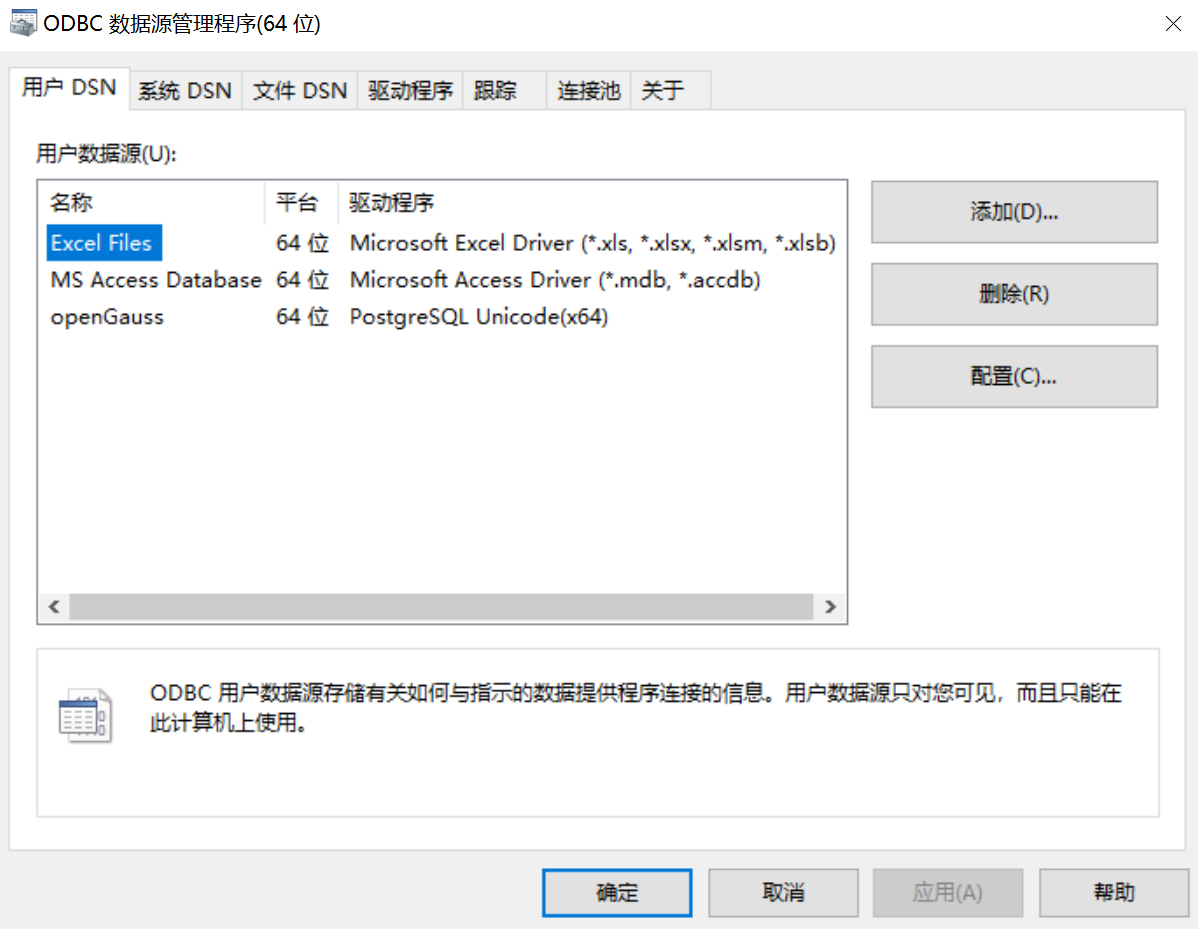 ODBC 数据源管理程序(64 位)
用户 DSN 系统 DSN 文件 DSN 驱动程序 跟踪 连接池 关于
用户数据源(U):
名称 平台 驱动程序
Excel Files 64 位 Microsoft Excel Driver (*.xls, *.xlsx, *.xlsm, *.xlsb)
MS Access Database 64 位 Microsoft Access Driver (*.mdb, *.accdb)
openGauss 64 位 PostgreSQL Unicode(x64)
添加(D)...
删除(R)
配置(C)...
ODBC 用户数据源存储有关如何与指示的数据提供程序连接的信息。用户数据源只对您可见，而且只能在
此计算机上使用。
确定 取消 应用(A) 帮助